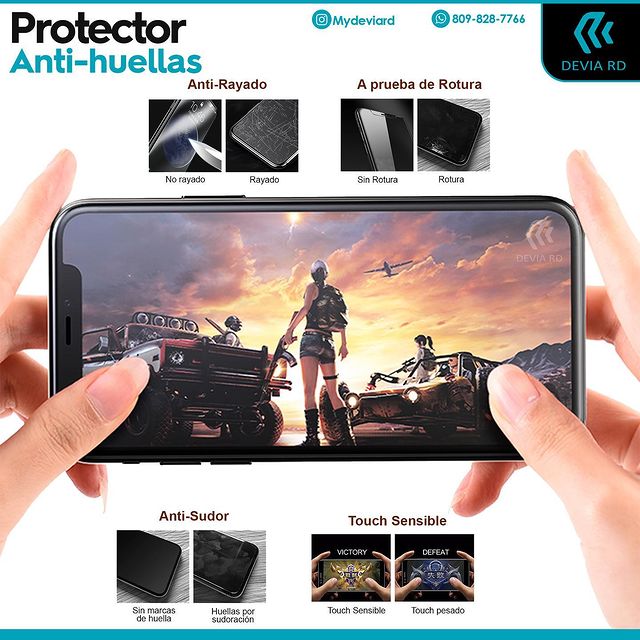 Protector
Anti-huellas
Mydeviard
809-828-7766
DEVIA RD
Anti-Rayado
A prueba de Rotura
No rayado
Rayado
Sin Rotura
Rotura
DEVIA RD
Anti-Sudor
Touch Sensible
VICTORY
DEFEAT
Sin marcas
de huella
Huellas por
sudoración
Touch Sensible
Touch pesado